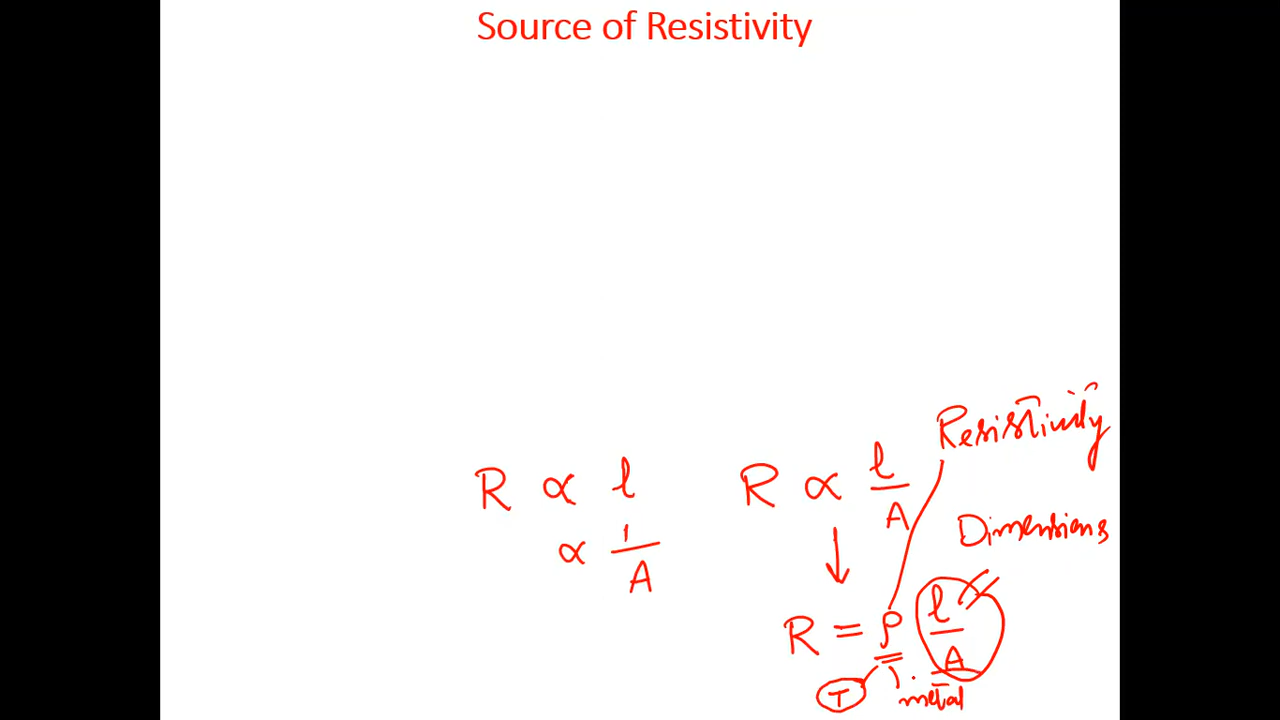 Source of Resistivity
Resistivity
R ∝ l
R ∝ l/A
∝ 1/A
Dimensions
R = ρ l/A
T
metal